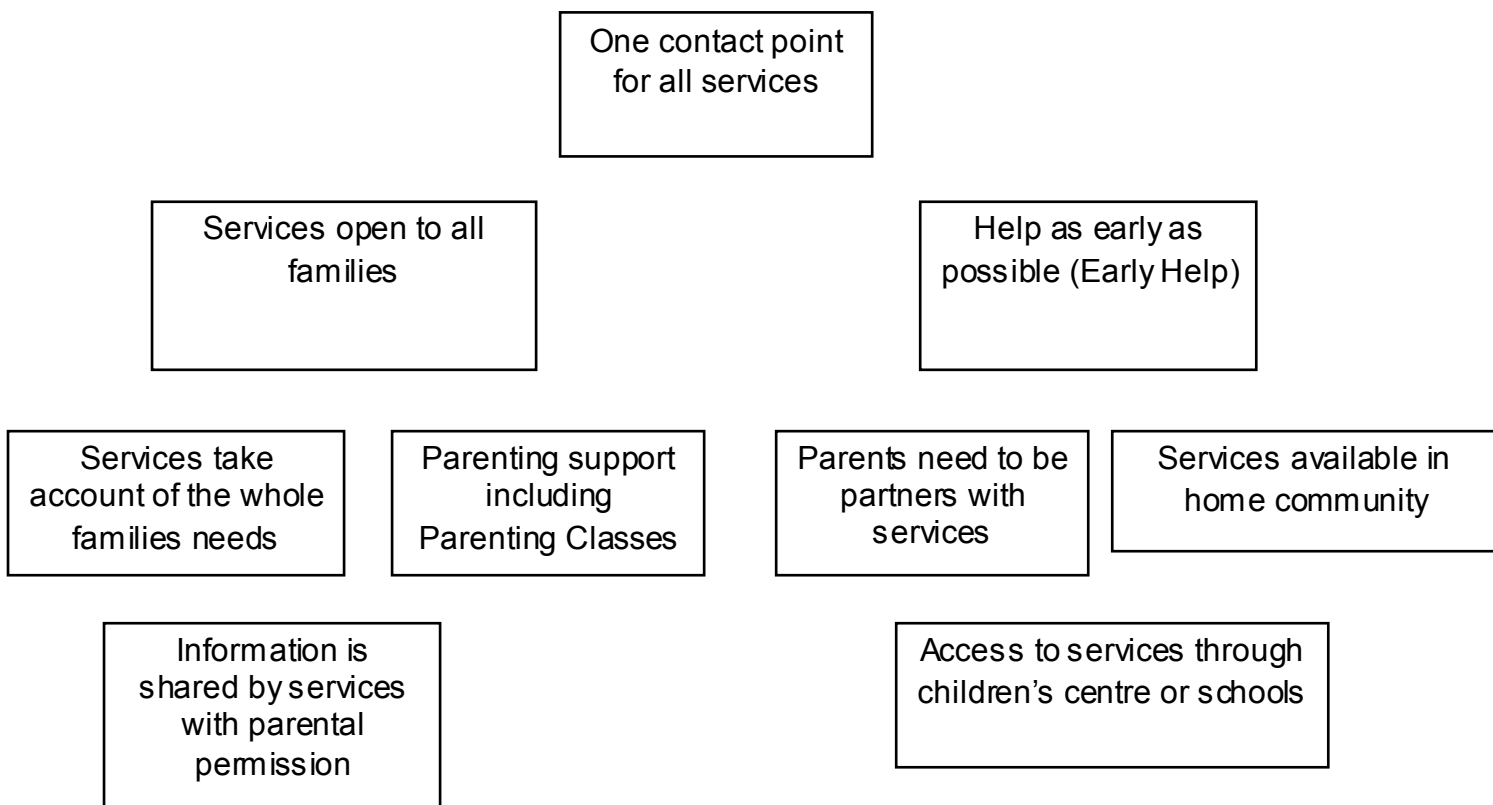 One contact point
for all services
Services open to all
families
Help as early as
possible (Early Help)
Services take
account of the whole
families needs
Parenting support
including
Parenting Classes
Parents need to be
partners with
services
Services available in
home community
Information is
shared by services
with parental
permission
Access to services through
children’s centre or schools